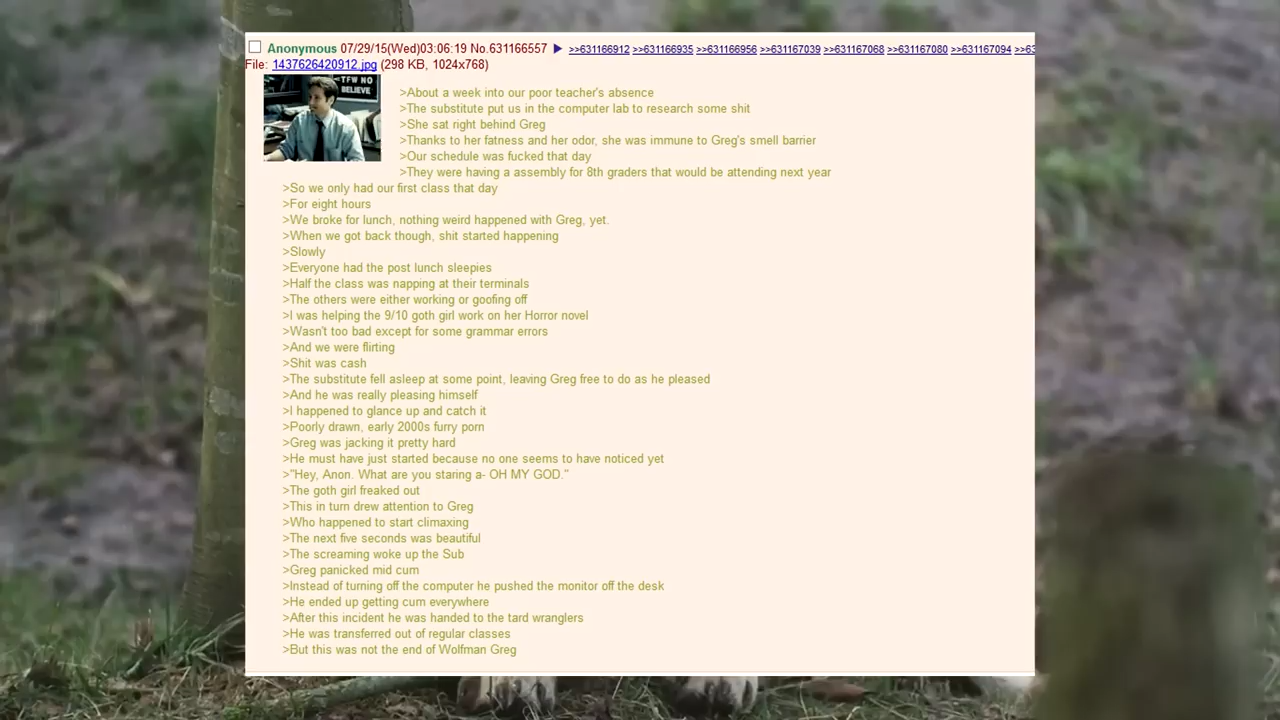 Anonymous 07/29/15(Wed)03:06:19 No.631166557 ▶ >>631166912 >>631166935 >>631166956 >>631167039 >>631167068 >>631167080 >>631167094
File: 1437626420912.jpg (298 KB, 1024x768)
TFW NO
BELIEVE
>About a week into our poor teacher's absence
>The substitute put us in the computer lab to research some shit
>She sat right behind Greg
>Thanks to her fatness and her odor, she was immune to Greg's smell barrier
>Our schedule was fucked that day
>They were having a assembly for 8th graders that would be attending next year
>So we only had our first class that day
>For eight hours
>We broke for lunch, nothing weird happened with Greg, yet.
>When we got back though, shit started happening
>Slowly
>Everyone had the post lunch sleepies
>Half the class was napping at their terminals
>The others were either working or goofing off
>I was helping the 9/10 goth girl work on her Horror novel
>Wasn't too bad except for some grammar errors
>And we were flirting
>Shit was cash
>The substitute fell asleep at some point, leaving Greg free to do as he pleased
>And he was really pleasing himself
>I happened to glance up and catch it
>Poorly drawn, early 2000s furry porn
>Greg was jacking it pretty hard
>He must have just started because no one seems to have noticed yet
>"Hey, Anon. What are you staring a- OH MY GOD."
>The goth girl freaked out
>This in turn drew attention to Greg
>Who happened to start climaxing
>The next five seconds was beautiful
>The screaming woke up the Sub
>Greg panicked mid cum
>Instead of turning off the computer he pushed the monitor off the desk
>He ended up getting cum everywhere
>After this incident he was handed to the tard wranglers
>He was transferred out of regular classes
>But this was not the end of Wolfman Greg